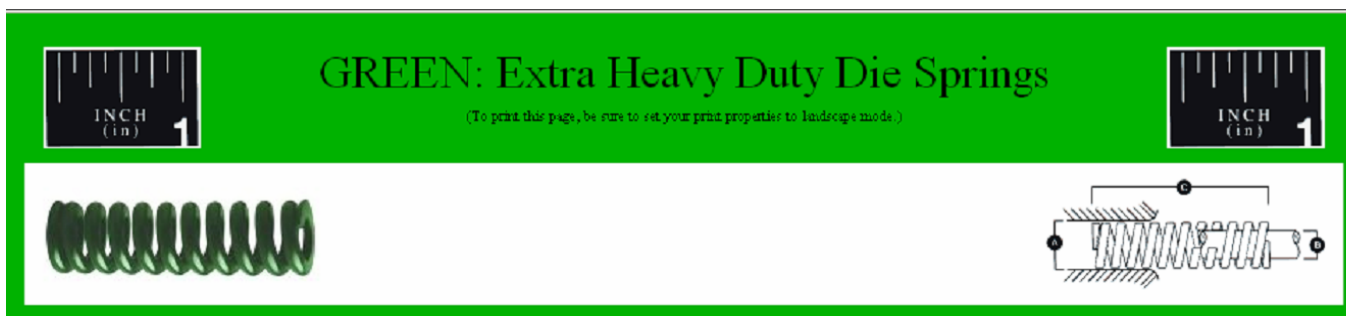 GREEN: Extra Heavy Duty Die Springs
(To print this page, be sure to set your print properties to landscape mode.)
INCH
(in) 1
INCH
(in) 1
C
A
B